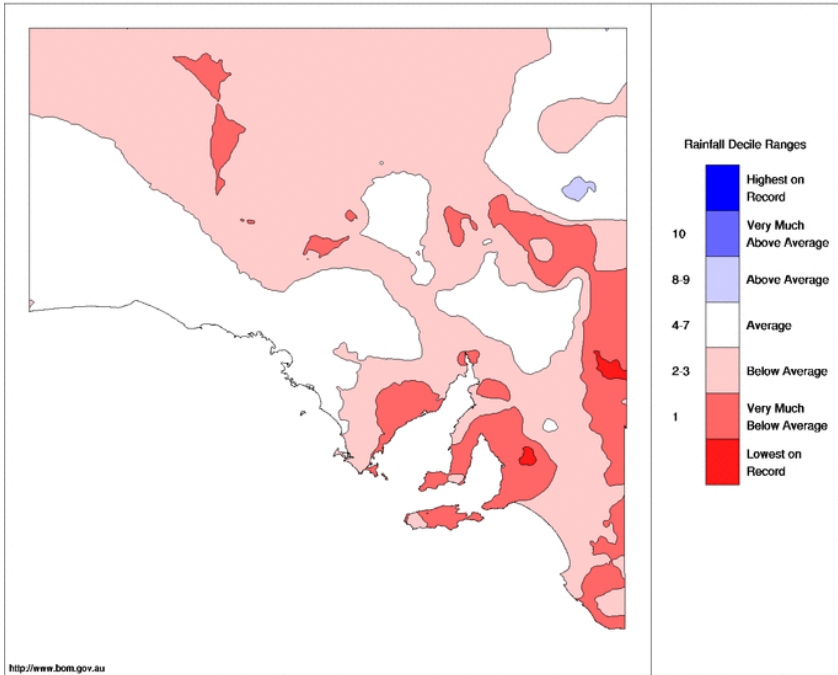 Rainfall Decile Ranges
Highest on
Record
10
Very Much
Above Average
8-9
Above Average
4-7
Average
2-3
Below Average
1
Very Much
Below Average
Lowest on
Record
http://www.bom.gov.au